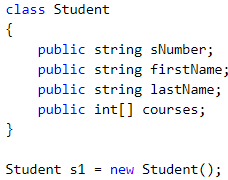 class Student
{
    public string sNumber;
    public string firstName;
    public string lastName;
    public int[] courses;
}

Student s1 = new Student();